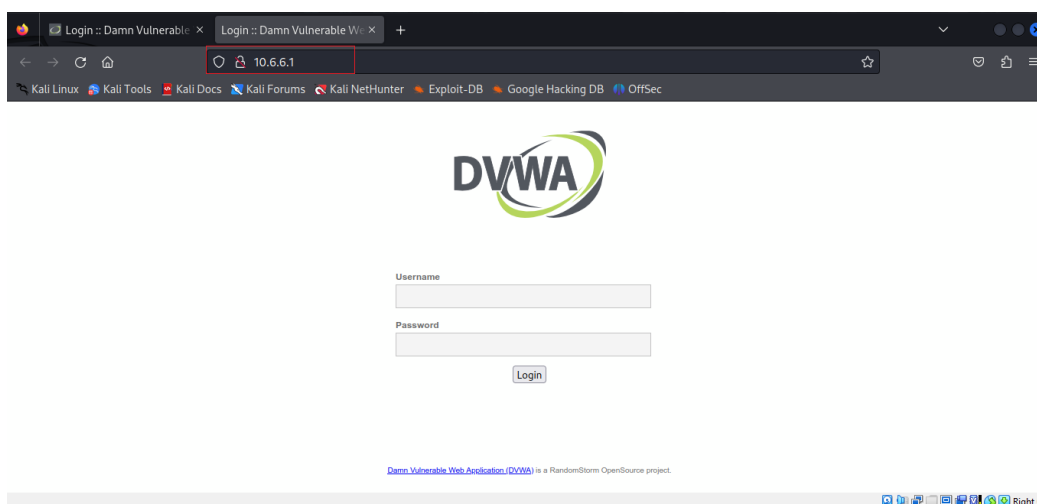 Login :: Damn Vulnerable
Login :: Damn Vulnerable We
10.6.6.1
Kali Linux
Kali Tools
Kali Docs
Kali Forums
Kali NetHunter
Exploit-DB
Google Hacking DB
OffSec
DVWA
Username
Password
Login
Damn Vulnerable Web Application (DVWA) is a RandomStorm OpenSource project.
Right